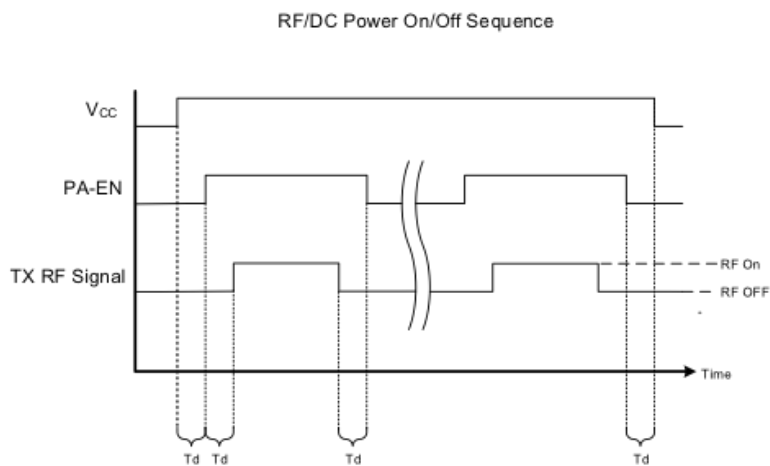 RF/DC Power On/Off Sequence
Vcc
PA-EN
TX RF Signal
RF On
RF OFF
Time
Td Td Td Td